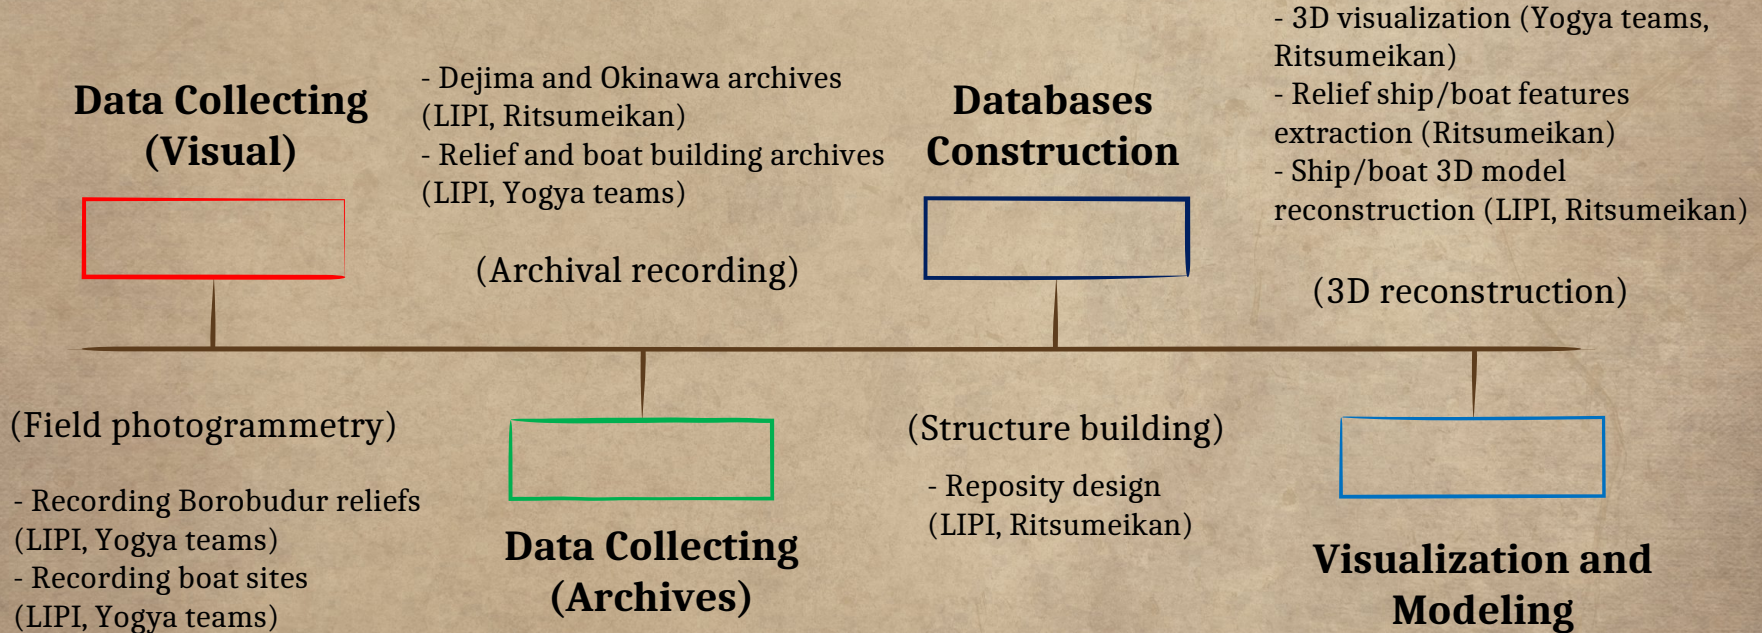 Data Collecting
(Visual)
(Field photogrammetry)
- Recording Borobudur reliefs
(LIPI, Yogya teams)
- Recording boat sites
(LIPI, Yogya teams)
- Dejima and Okinawa archives
(LIPI, Ritsumeikan)
- Relief and boat building archives
(LIPI, Yogya teams)
(Archival recording)
Data Collecting
(Archives)
Databases
Construction
(Structure building)
- Reposity design
(LIPI, Ritsumeikan)
- 3D visualization (Yogya teams,
Ritsumeikan)
- Relief ship/boat features
extraction (Ritsumeikan)
- Ship/boat 3D model
reconstruction (LIPI, Ritsumeikan)
(3D reconstruction)
Visualization and
Modeling